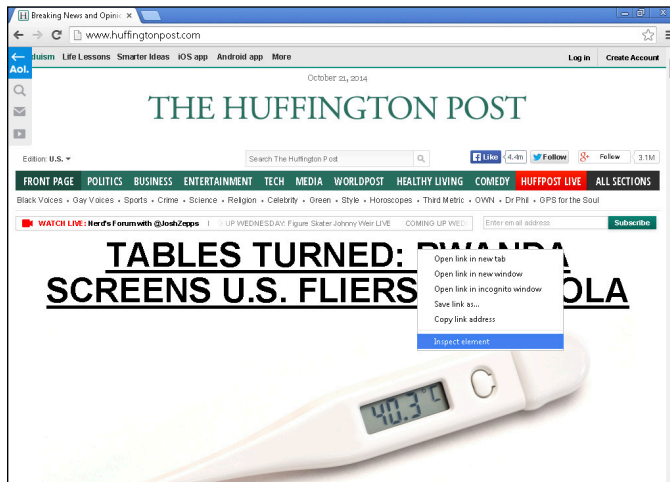 Breaking News and Opinic
www.huffingtonpost.com
duism Life Lessons Smarter Ideas iOS app Android app More Log in Create Account
Aol.
October 21, 2014
THE HUFFINGTON POST
Edition: U.S. Search The Huffington Post Like 4.4m Follow Follow 3.1M
FRONT PAGE POLITICS BUSINESS ENTERTAINMENT TECH MEDIA WORLDPOST HEALTHY LIVING COMEDY HUFFPOST LIVE ALL SECTIONS
Black Voices • Gay Voices • Sports • Crime • Science • Religion • Celebrity • Green • Style • Horoscopes • Third Metric • OWN • Dr Phil • GPS for the Soul
WATCH LIVE: Nerd's Forum with @JoshZepps | UP WEDNESDAY: Figure Skater Johnny Weir LIVE COMING UP WED Enter email address Subscribe
TABLES TURNED: RWANDA
SCREENS U.S. FLIERS OLA
Open link in new tab
Open link in new window
Open link in incognito window
Save link as...
Copy link address
Inspect element
40.3°C